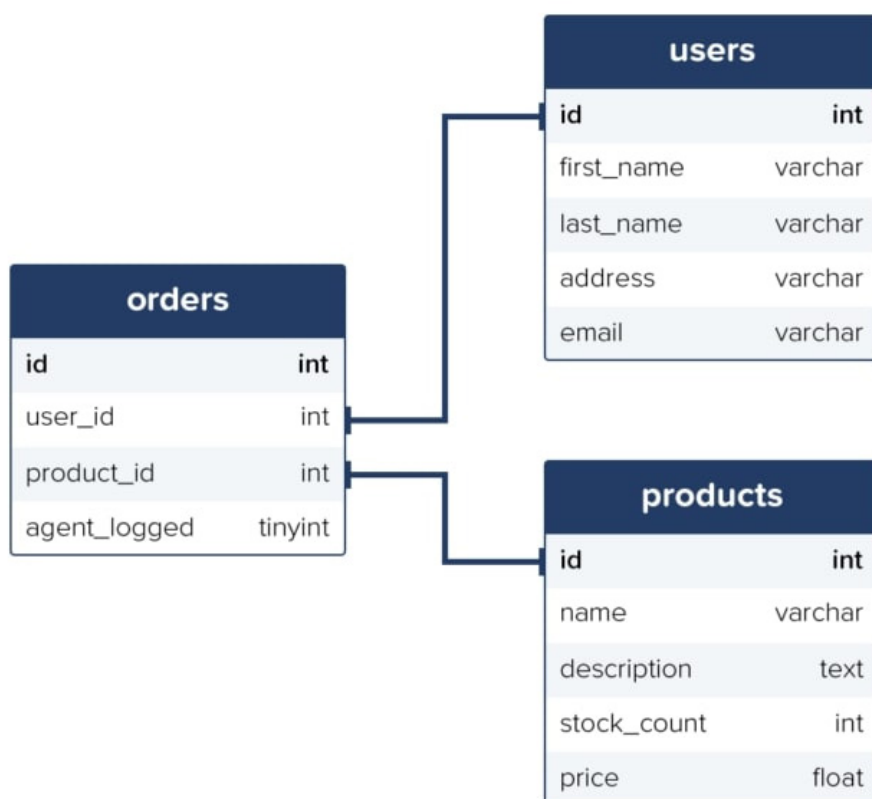 users
id int
first_name varchar
last_name varchar
address varchar
email varchar
orders
id int
user_id int
product_id int
agent_logged tinyint
products
id int
name varchar
description text
stock_count int
price float